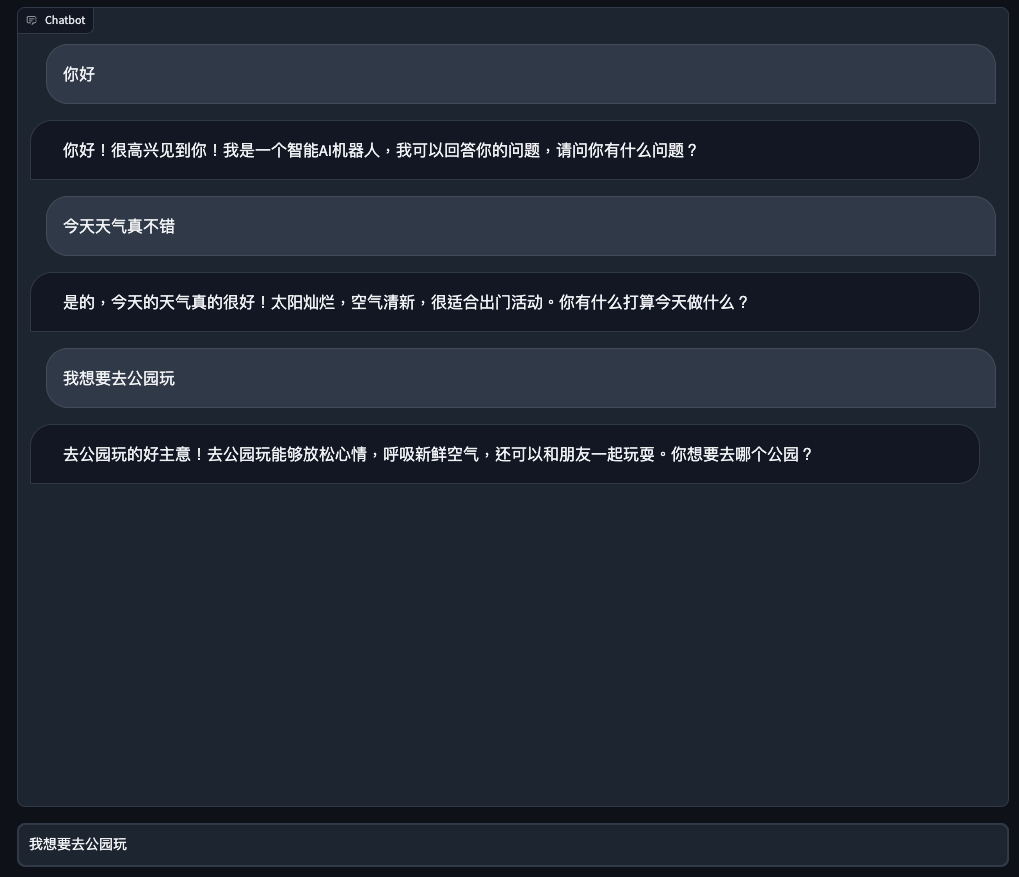 Chatbot
你好
你好！很高兴见到你！我是一个智能AI机器人，我可以回答你的问题，请问你有什么问题？
今天天气真不错
是的，今天的天气真的很好！太阳灿烂，空气清新，很适合出门活动。你有什么打算今天做什么？
我想要去公园玩
去公园玩的好主意！去公园玩能够放松心情，呼吸新鲜空气，还可以和朋友一起玩耍。你想要去哪个公园？
我想要去公园玩